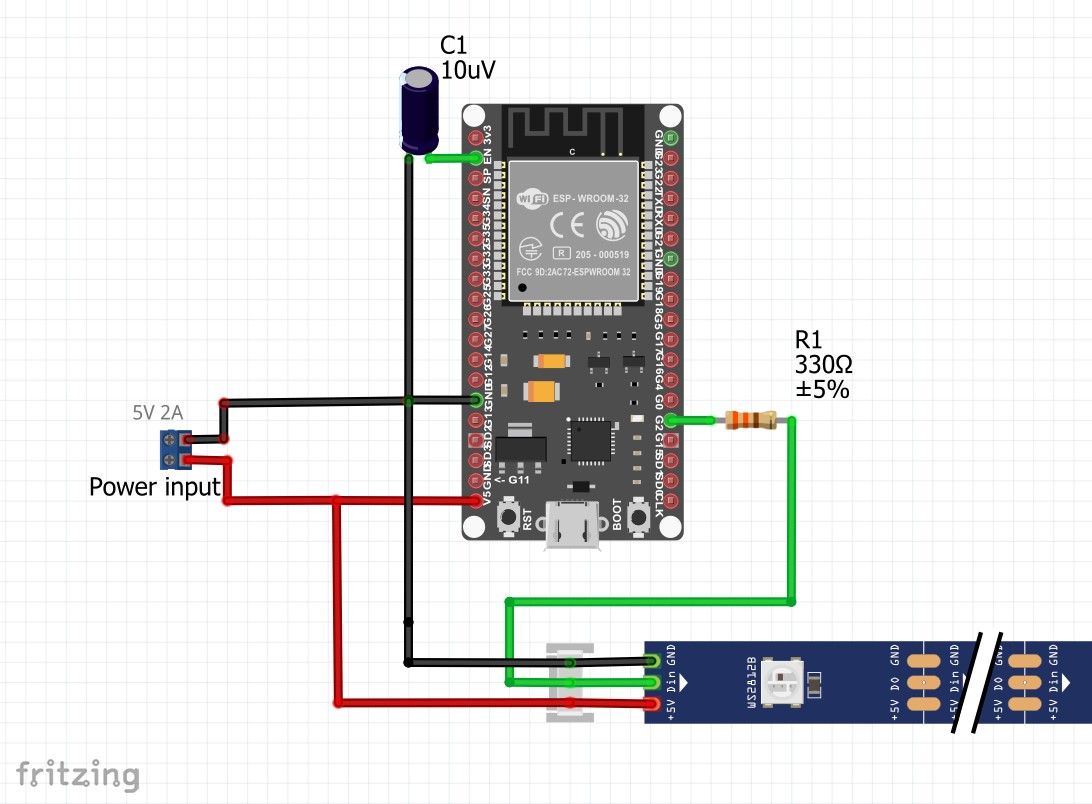 C1
10uV
3v3
EN
SP
SN
G34
G35
G32
G33
G25
G26
G27
G14
G12
GND
G13
SD2
SD3
GND
V5
C
WiFi
ESP-WROOM-32
CE
R 205-000519
FCC 9D:2AC72-ESPWROOM 32
GND
G23
G22
TXD
RXD
G21
GND
G19
G18
G5
G17
G16
G4
G0
G2
G15
CLK
<- G11
RST
BOOT
R1
330Ω
±5%
5V 2A
Power input
GND
Din
+5V
WS2812B
GND
DO
+5V
GND
Din
+5V
GND
DO
+5V
GND
Din
+5V
fritzing